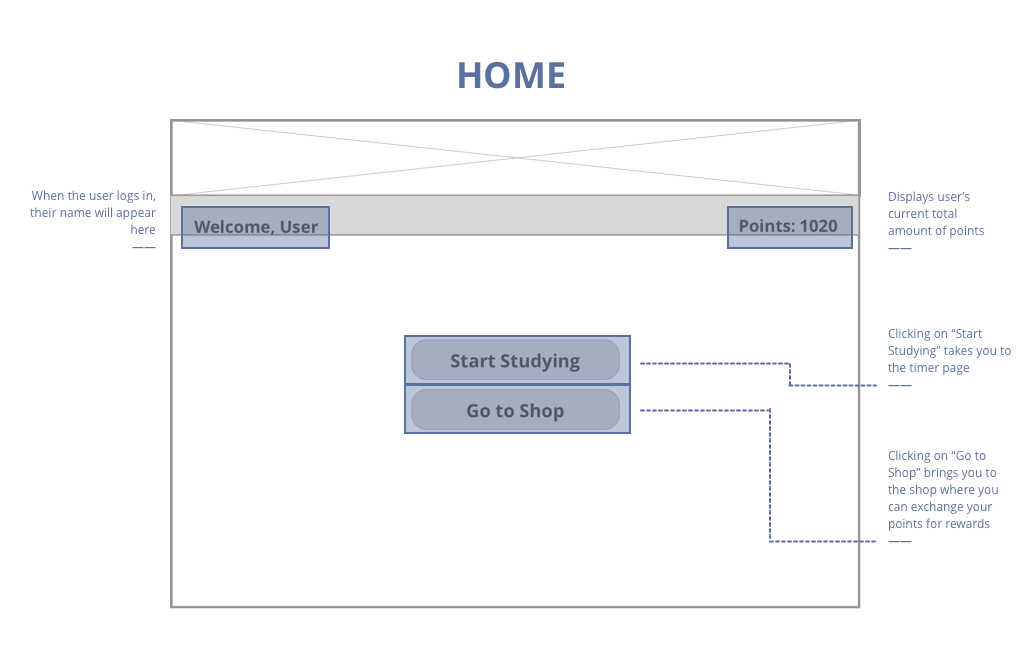 HOME
When the user logs in,
their name will appear
here
——
Welcome, User
Points: 1020
Displays user’s
current total
amount of points
——
Start Studying
Go to Shop
Clicking on “Start
Studying” takes you to
the timer page
——
Clicking on “Go to
Shop” brings you to
the shop where you
can exchange your
points for rewards
——